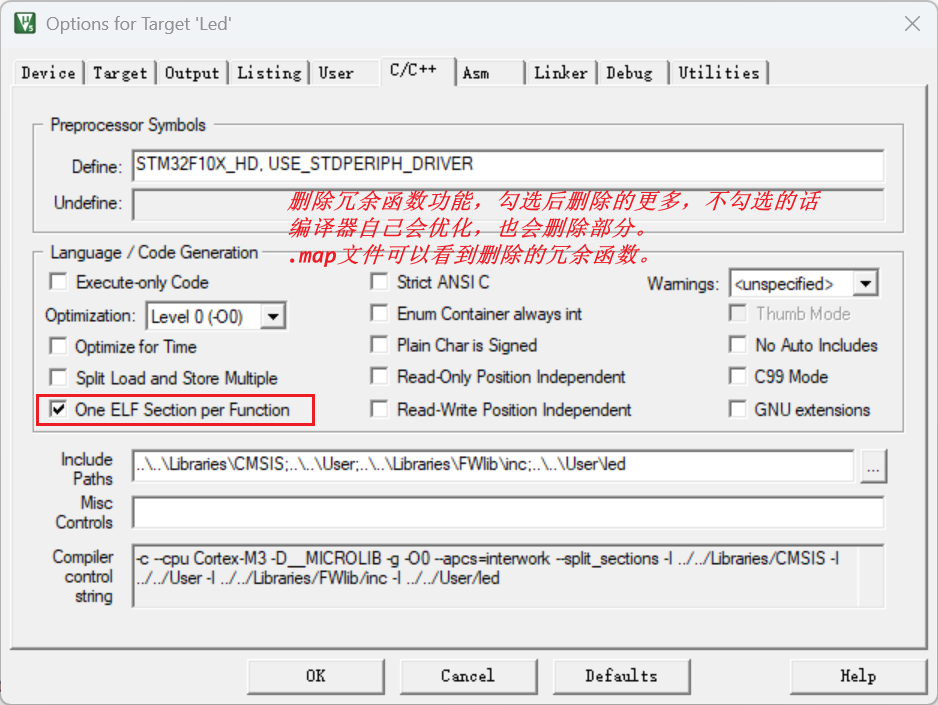 Options for Target 'Led'
Device Target Output Listing User C/C++ Asm Linker Debug Utilities
Preprocessor Symbols
Define: STM32F10X_HD, USE_STDPERIPH_DRIVER
Undefine:
删除冗余函数功能，勾选后删除的更多，不勾选的话
编译器自己会优化，也会删除部分。
.map文件可以看到删除的冗余函数。
Language / Code Generation
Execute-only Code
Strict ANSI C
Warnings: <unspecified>
Optimization: Level 0 (-O0)
Enum Container always int
Thumb Mode
Optimize for Time
Plain Char is Signed
No Auto Includes
Split Load and Store Multiple
Read-Only Position Independent
C99 Mode
One ELF Section per Function
Read-Write Position Independent
GNU extensions
Include
Paths
..\..\Libraries\CMSIS;..\..\User;..\..\Libraries\FWlib\inc;..\..\User\led
...
Misc
Controls
Compiler
control
string
-c --cpu Cortex-M3 -D__MICROLIB -g -O0 --apcs=interwork --split_sections -I ../../Libraries/CMSIS -I
../../User -I ../../Libraries/FWlib/inc -I ../../User/led
OK Cancel Defaults Help